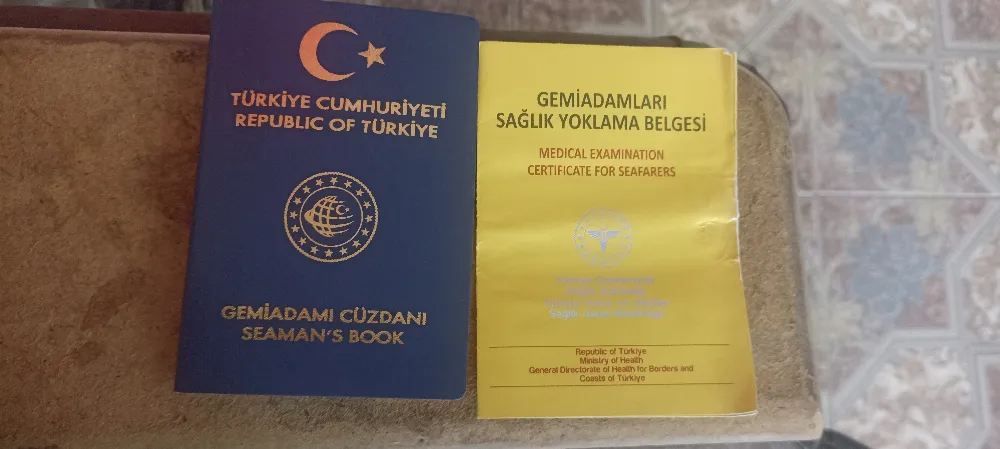 TÜRKİYE CUMHURİYETİ
REPUBLIC OF TÜRKİYE
GEMİADAMI CÜZDANI
SEAMAN'S BOOK
GEMİADAMLARI
SAĞLIK YOKLAMA BELGESİ
MEDICAL EXAMINATION
CERTIFICATE FOR SEAFARERS
Republic of Türkiye
Ministry of Health
General Directorate of Health for Borders and
Coasts of Türkiye